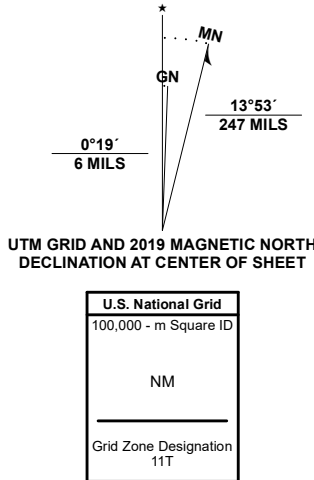 ★
MN
GN
13°53´
247 MILS
0°19´
6 MILS
UTM GRID AND 2019 MAGNETIC NORTH
DECLINATION AT CENTER OF SHEET
U.S. National Grid
100,000 - m Square ID
NM
Grid Zone Designation
11T